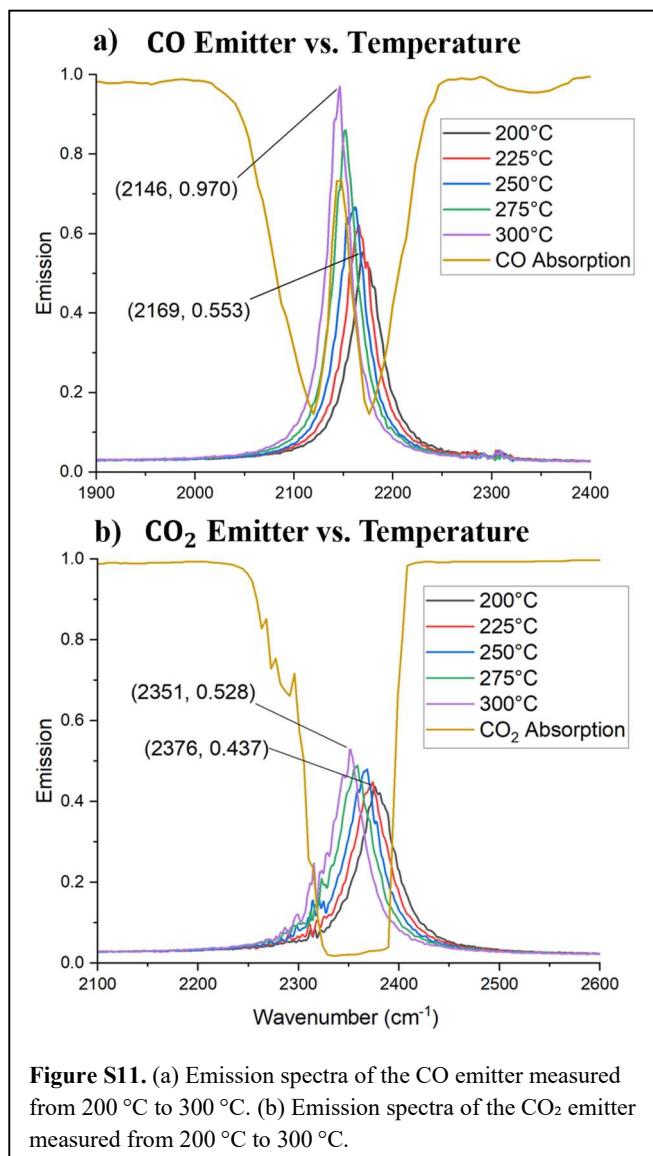 a) CO Emitter vs. Temperature
1.0
0.8
0.6
0.4
0.2
0.0
Emission
(2146, 0.970)
(2169, 0.553)
200°C
225°C
250°C
275°C
300°C
CO Absorption
1900 2000 2100 2200 2300 2400
b) CO₂ Emitter vs. Temperature
1.0
0.8
0.6
0.4
0.2
0.0
Emission
(2351, 0.528)
(2376, 0.437)
200°C
225°C
250°C
275°C
300°C
CO₂ Absorption
2100 2200 2300 2400 2500 2600
Wavenumber (cm⁻¹)
Figure S11. (a) Emission spectra of the CO emitter measured
from 200 °C to 300 °C. (b) Emission spectra of the CO₂ emitter
measured from 200 °C to 300 °C.